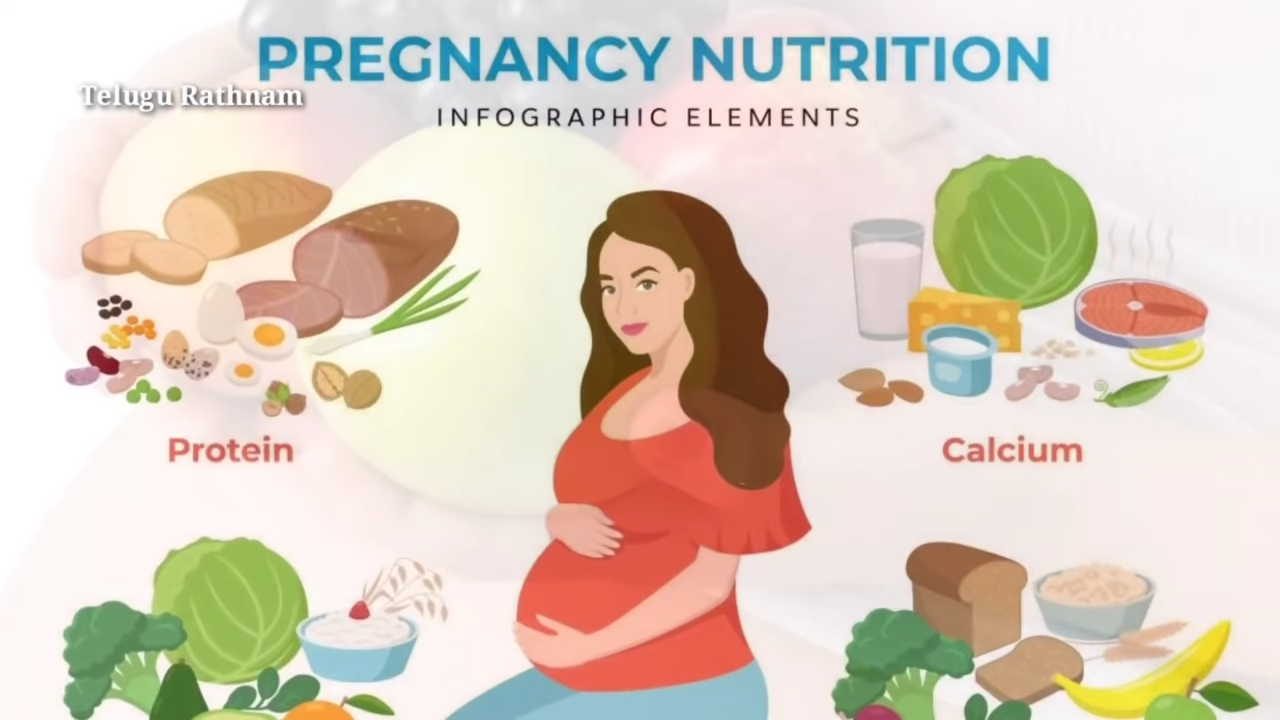 PREGNANCY NUTRITION
Telugu Rathnam
INFOGRAPHIC ELEMENTS
Protein
Calcium